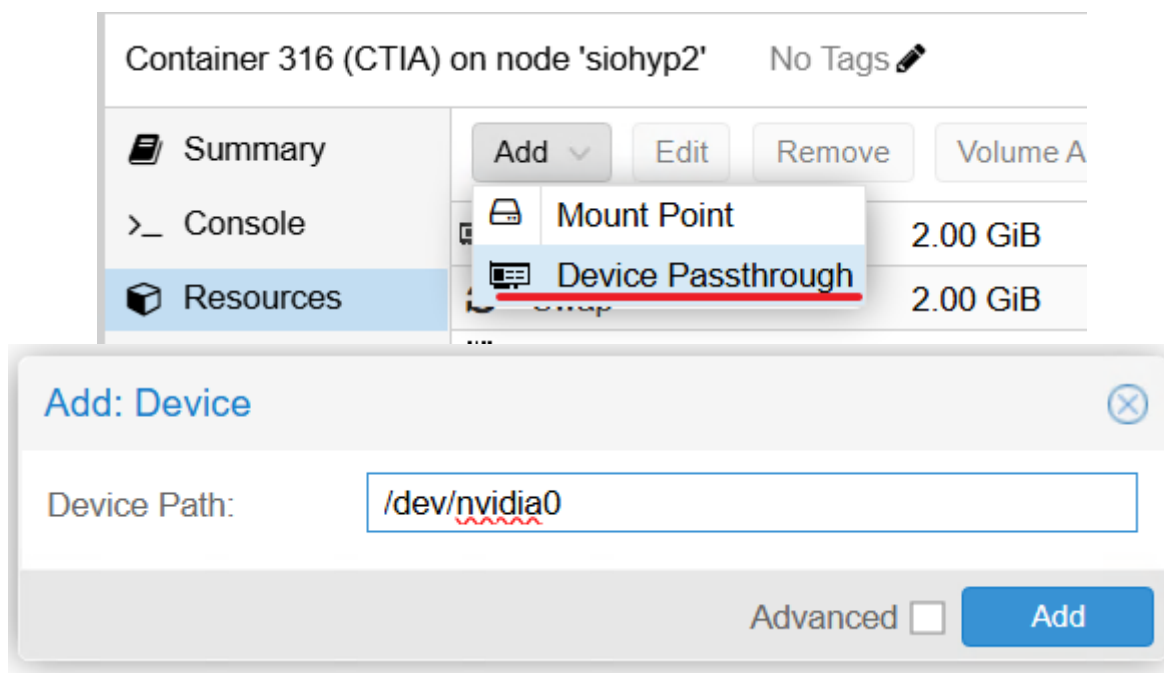 Container 316 (CTIA) on node 'siohyp2' No Tags
Summary Add Edit Remove Volume A
>_ Console Mount Point 2.00 GiB
Resources Device Passthrough 2.00 GiB
Add: Device
Device Path: /dev/nvidia0
Advanced Add